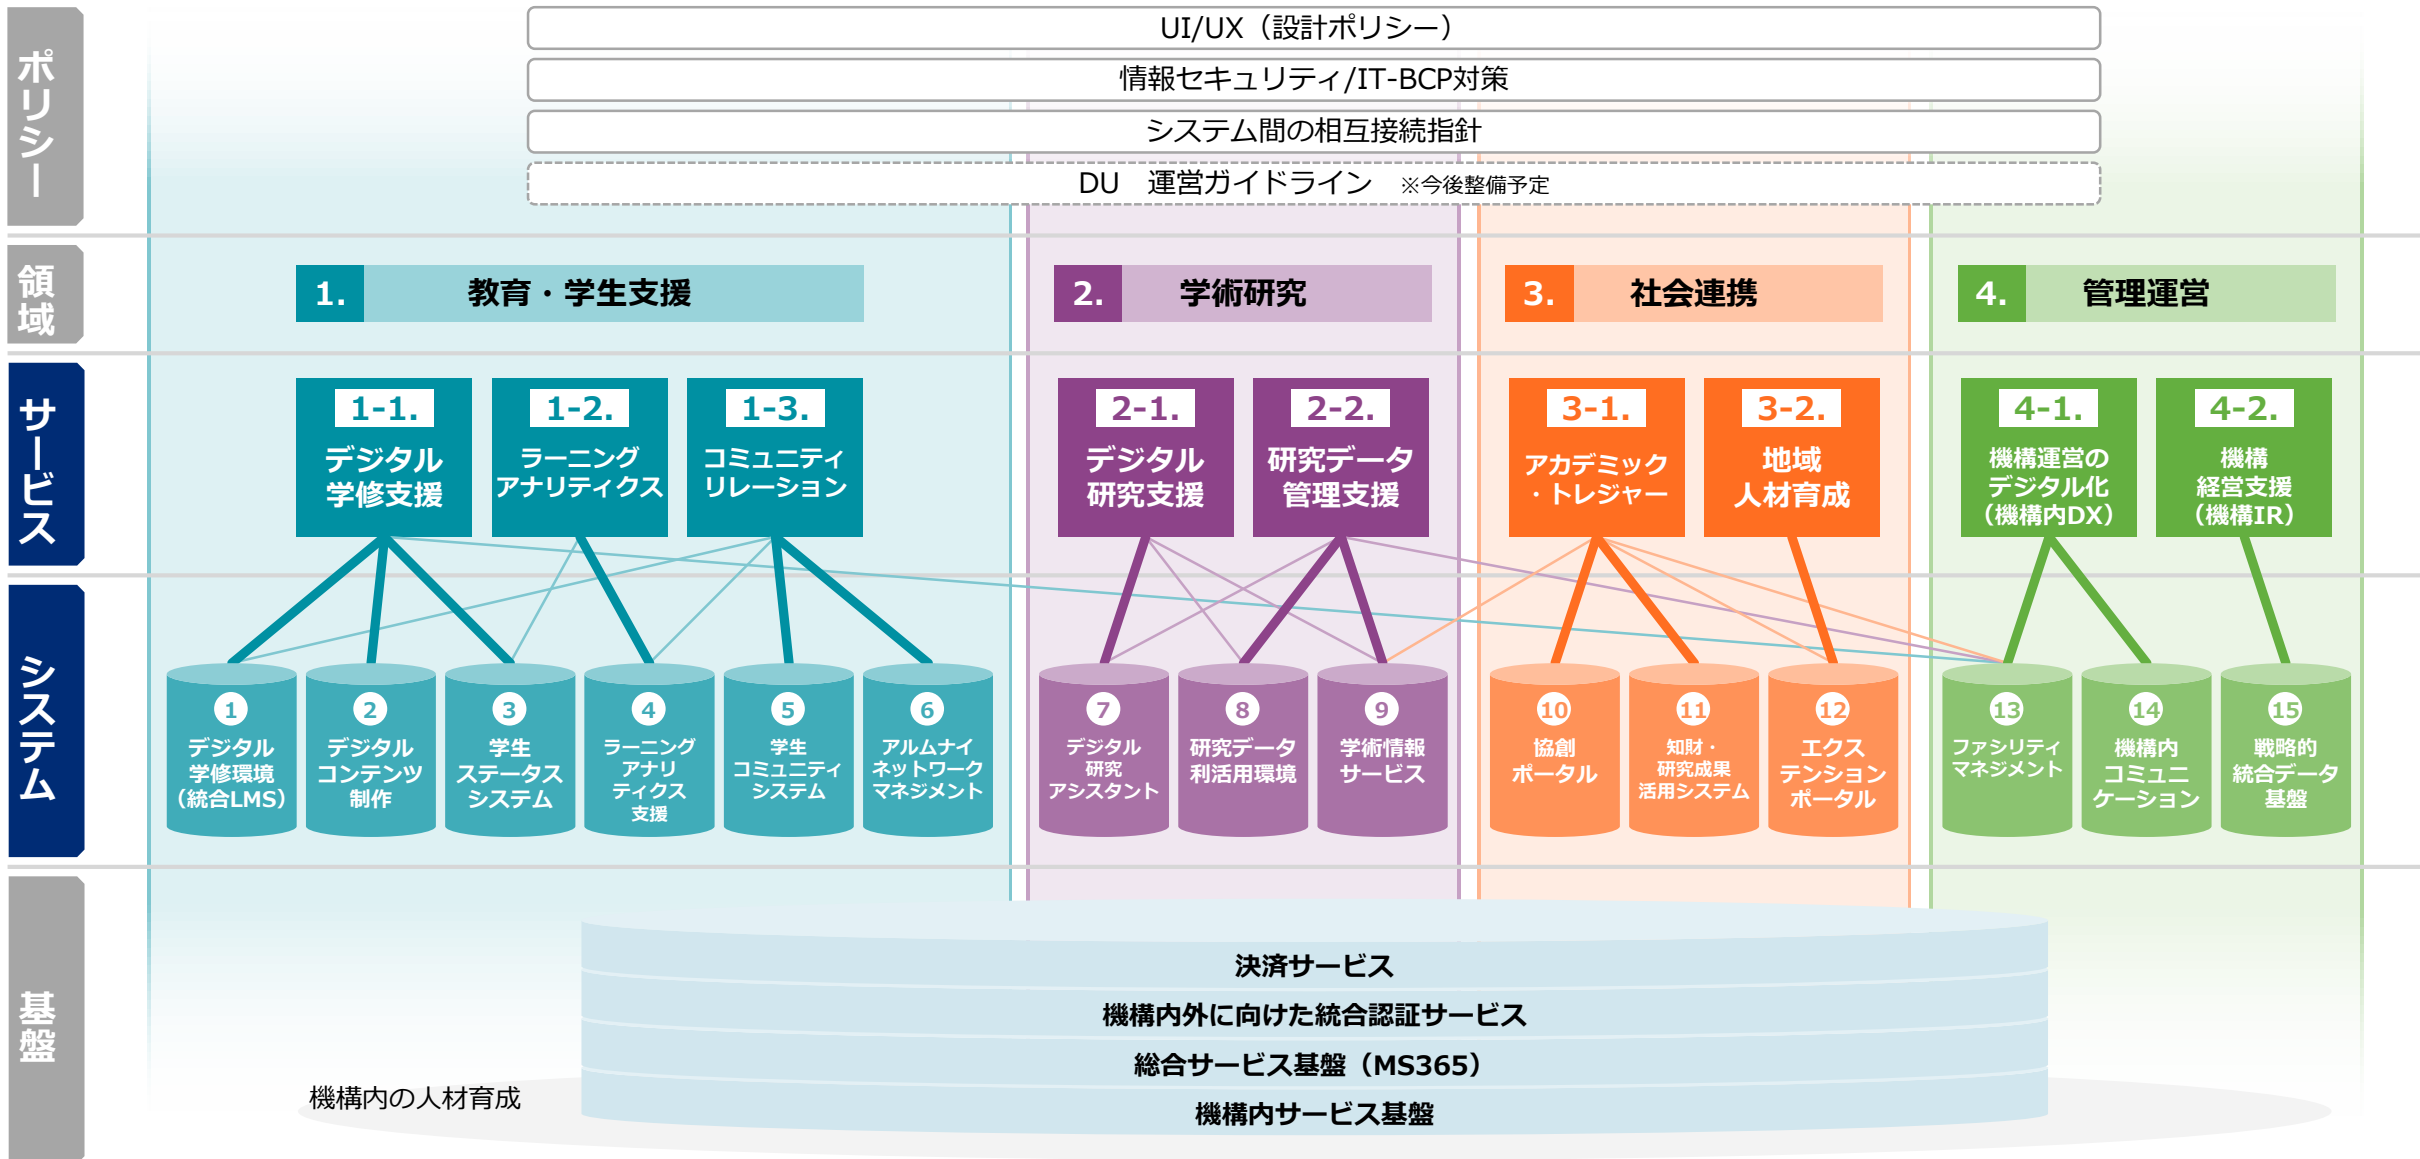 ポリシー
UI/UX（設計ポリシー）
情報セキュリティ/IT-BCP対策
システム間の相互接続指針
DU　運営ガイドライン　※今後整備予定
領域
1.　教育・学生支援
2.　学術研究
3.　社会連携
4.　管理運営
サービス
1-1.
デジタル
学修支援
1-2.
ラーニング
アナリティクス
1-3.
コミュニティ
リレーション
2-1.
デジタル
研究支援
2-2.
研究データ
管理支援
3-1.
アカデミック
・トレジャー
3-2.
地域
人材育成
4-1.
機構運営の
デジタル化
（機構内DX）
4-2.
機構
経営支援
（機構IR）
システム
1
デジタル
学修環境
（統合LMS）
2
デジタル
コンテンツ
制作
3
学生
ステータス
システム
4
ラーニング
アナリ
ティクス
支援
5
学生
コミュニティ
システム
6
アルムナイ
ネットワーク
マネジメント
7
デジタル
研究
アシスタント
8
研究データ
利活用環境
9
学術情報
サービス
10
協創
ポータル
11
知財・
研究成果
活用システム
12
エクス
テンション
ポータル
13
ファシリティ
マネジメント
14
機構内
コミュニ
ケーション
15
戦略的
統合データ
基盤
基盤
決済サービス
機構内外に向けた統合認証サービス
総合サービス基盤（MS365）
機構内の人材育成
機構内サービス基盤